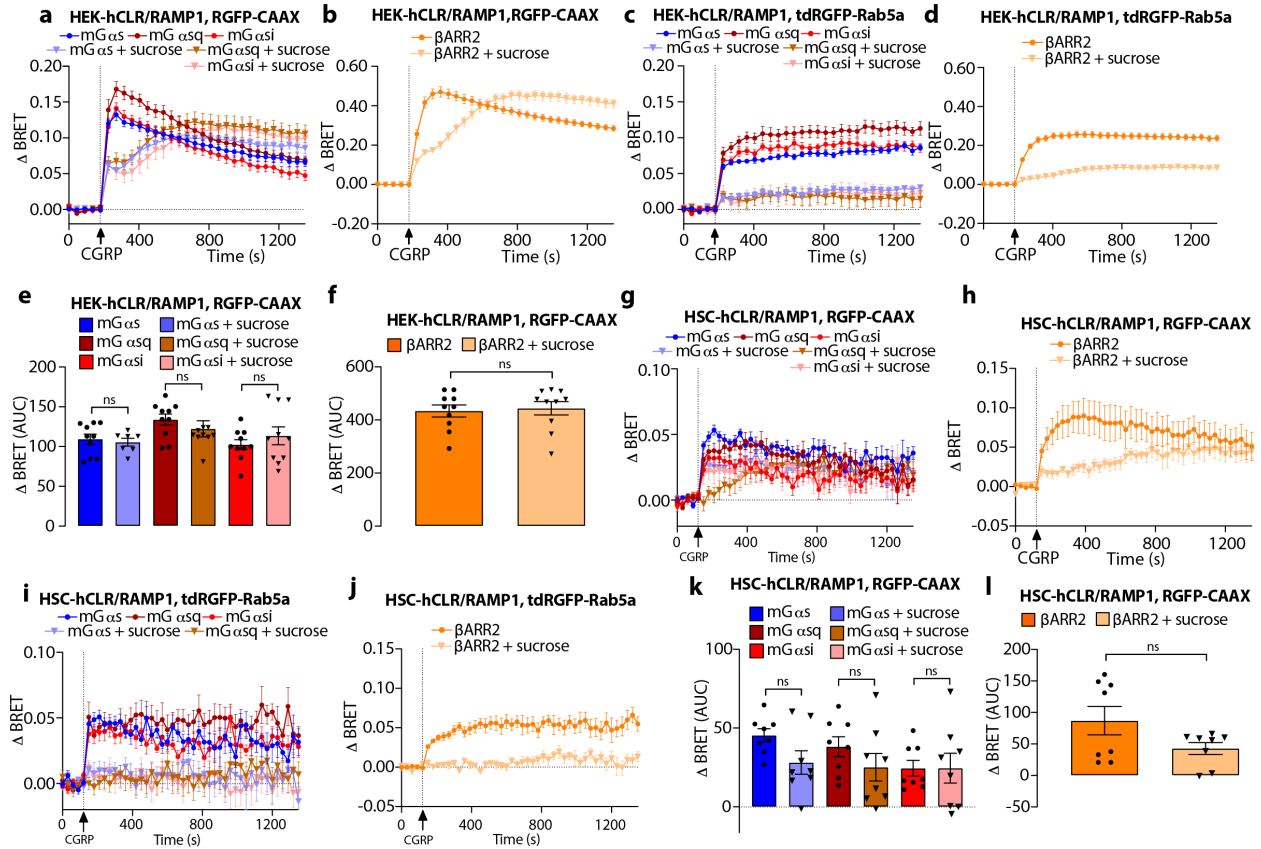 a
HEK-hCLR/RAMP1, RGFP-CAAX
mGαs mGαsq mGαsi
mGαs + sucrose mGαsq + sucrose
mGαsi + sucrose
Δ BRET
0.20
0.15
0.10
0.05
0.00
0 400 800 1200
CGRP Time (s)
b
HEK-hCLR/RAMP1,RGFP-CAAX
βARR2
βARR2 + sucrose
Δ BRET
0.60
0.40
0.20
0.00
-0.20
0 400 800 1200
CGRP Time (s)
c
HEK-hCLR/RAMP1, tdRGFP-Rab5a
mGαs mGαsq mGαsi
mGαs + sucrose mGαsq + sucrose
mGαsi + sucrose
Δ BRET
0.20
0.15
0.10
0.05
0.00
0 400 800 1200
CGRP Time (s)
d
HEK-hCLR/RAMP1, tdRGFP-Rab5a
βARR2
βARR2 + sucrose
Δ BRET
0.60
0.40
0.20
0.00
-0.20
0 400 800 1200
CGRP Time (s)
e
HEK-hCLR/RAMP1, RGFP-CAAX
mGαs mGαs + sucrose
mGαsq mGαsq + sucrose
mGαsi mGαsi + sucrose
Δ BRET (AUC)
200
150
100
50
0
ns ns ns
f
HEK-hCLR/RAMP1, RGFP-CAAX
βARR2 βARR2 + sucrose
Δ BRET (AUC)
600
400
200
0
ns
g
HSC-hCLR/RAMP1, RGFP-CAAX
mGαs mGαsq mGαsi
mGαs + sucrose mGαsq + sucrose
mGαsi + sucrose
Δ BRET
0.10
0.05
0.00
0 400 800 1200
CGRP Time (s)
h
HSC-hCLR/RAMP1, RGFP-CAAX
βARR2
βARR2 + sucrose
Δ BRET
0.15
0.10
0.05
0.00
-0.05
0 400 800 1200
CGRP Time (s)
i
HSC-hCLR/RAMP1, tdRGFP-Rab5a
mGαs mGαsq mGαsi
mGαs + sucrose mGαsq + sucrose
Δ BRET
0.10
0.05
0.00
0 400 800 1200
CGRP Time (s)
j
HSC-hCLR/RAMP1, tdRGFP-Rab5a
βARR2
βARR2 + sucrose
Δ BRET
0.15
0.10
0.05
0.00
-0.05
0 400 800 1200
CGRP Time (s)
k
HSC-hCLR/RAMP1, RGFP-CAAX
mGαs mGαs + sucrose
mGαsq mGαsq + sucrose
mGαsi mGαsi + sucrose
Δ BRET (AUC)
100
50
0
ns ns ns
l
HSC-hCLR/RAMP1, RGFP-CAAX
βARR2 βARR2 + sucrose
Δ BRET (AUC)
200
150
100
50
0
-50
ns